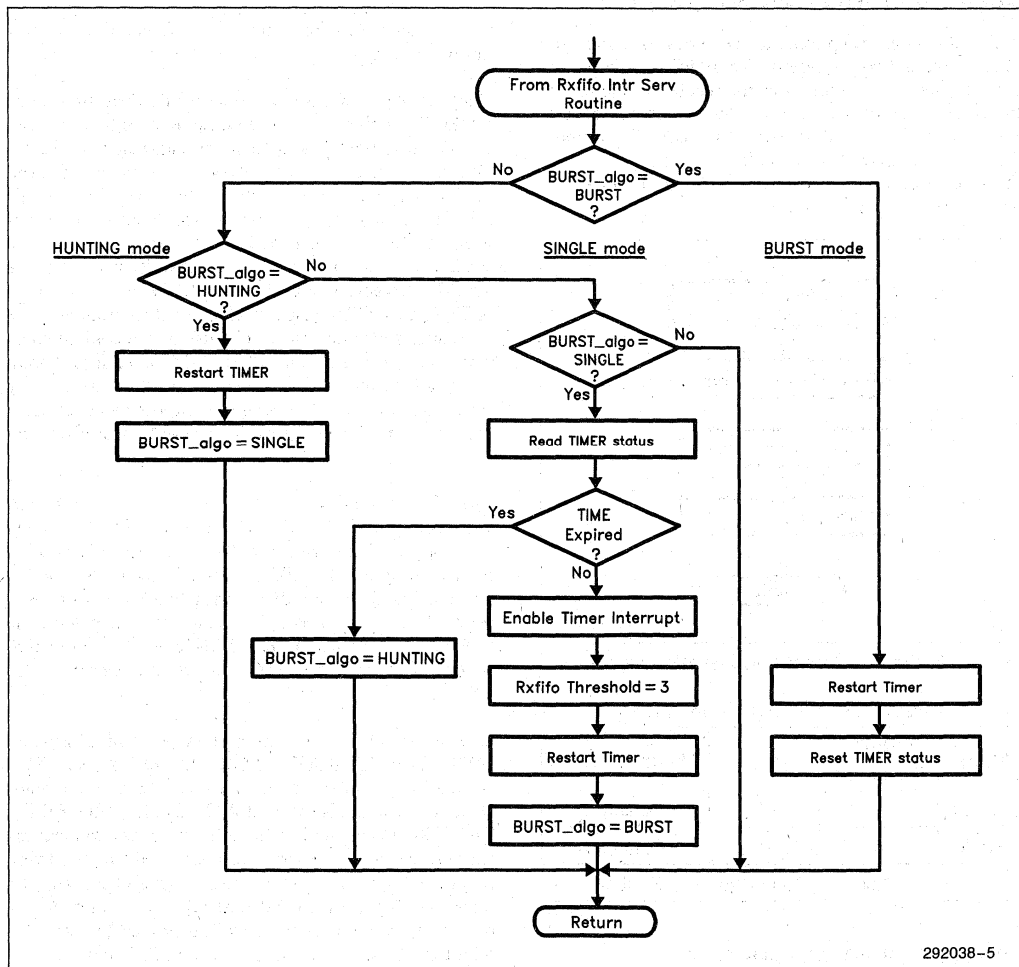 From Rxfifo Intr Serv
Routine
No
BURST_algo =
BURST
?
Yes
HUNTING mode
SINGLE mode
BURST mode
BURST_algo =
HUNTING
?
No
Yes
BURST_algo =
SINGLE
?
No
Yes
Restart TIMER
BURST_algo = SINGLE
Read TIMER status
Yes
TIME
Expired
?
No
Enable Timer Interrupt
BURST_algo = HUNTING
Rxfifo Threshold = 3
Restart Timer
Restart Timer
Reset TIMER status
BURST_algo = BURST
Return
292038-5